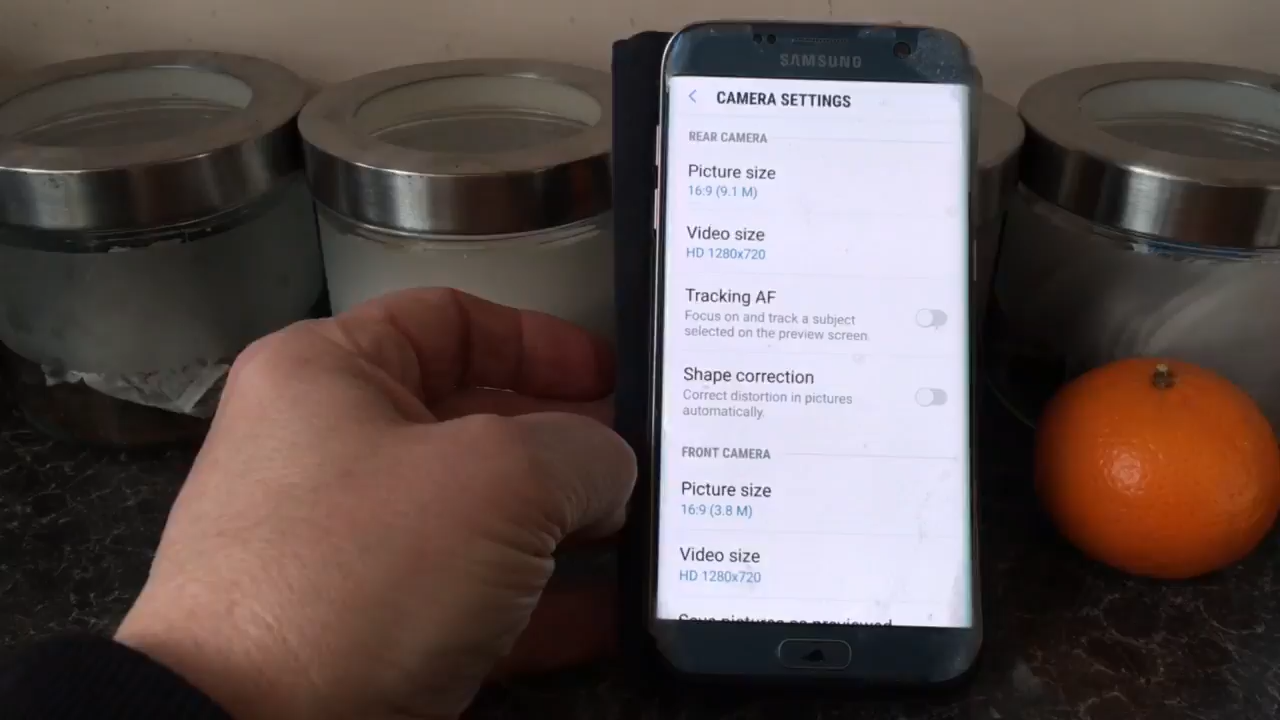 SAMSUNG
CAMERA SETTINGS
REAR CAMERA
Picture size
16:9 (9.1 M)
Video size
HD 1280x720
Tracking AF
Focus on and track a subject
selected on the preview screen.
Shape correction
Correct distortion in pictures
automatically.
FRONT CAMERA
Picture size
16:9 (3.8 M)
Video size
HD 1280x720
Save pictures as previewed